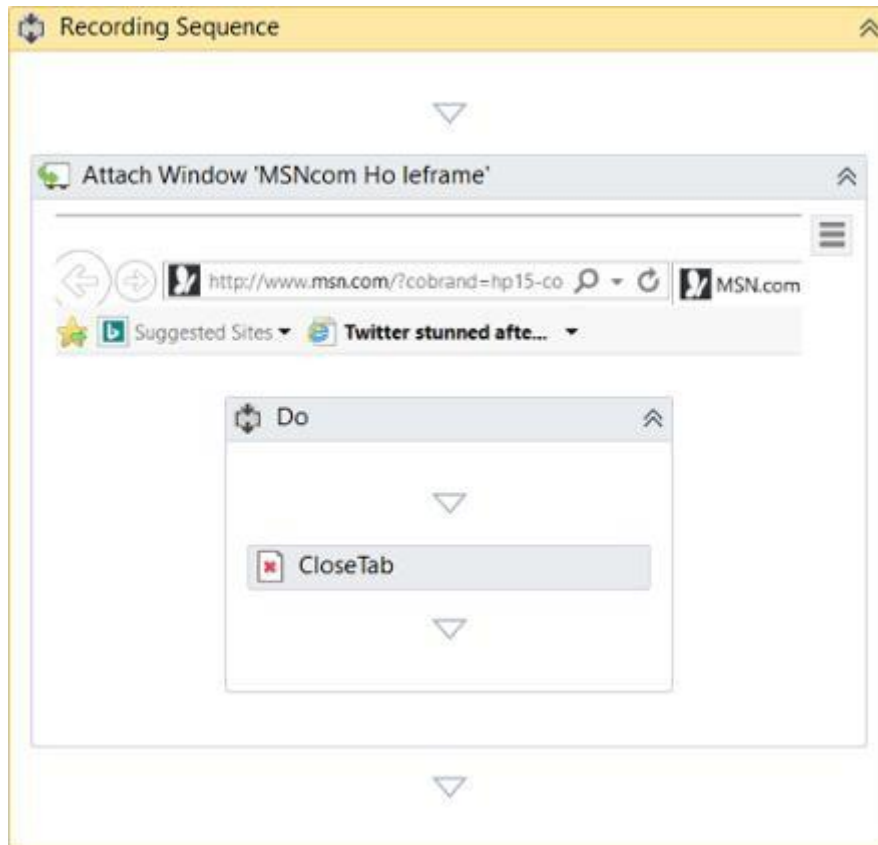 Recording Sequence
Attach Window 'MSNcom Ho Ieframe'
http://www.msn.com/?cobrand=hp15-co
MSN.com
Suggested Sites
Twitter stunned afte...
Do
CloseTab